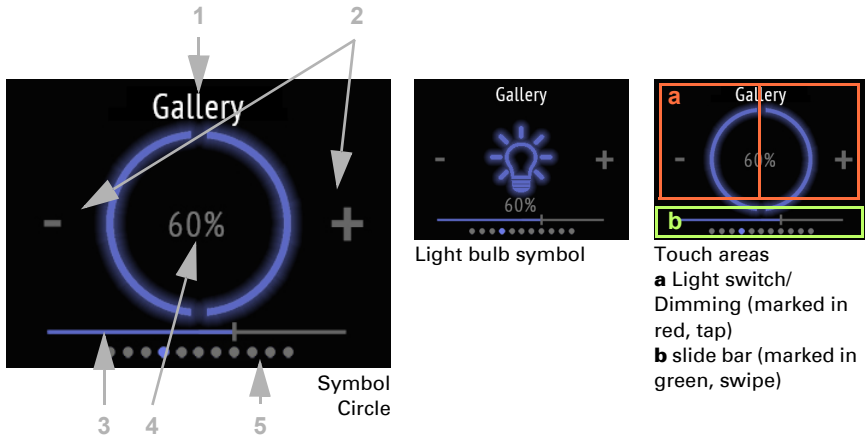 1
2
Gallery
-
60%
+
3
4
5
Symbol
Circle
Gallery
-
+
60%
Light bulb symbol
a
Gallery
-
60%
+
b
Touch areas
a Light switch/
Dimming (marked in
red, tap)
b slide bar (marked in
green, swipe)